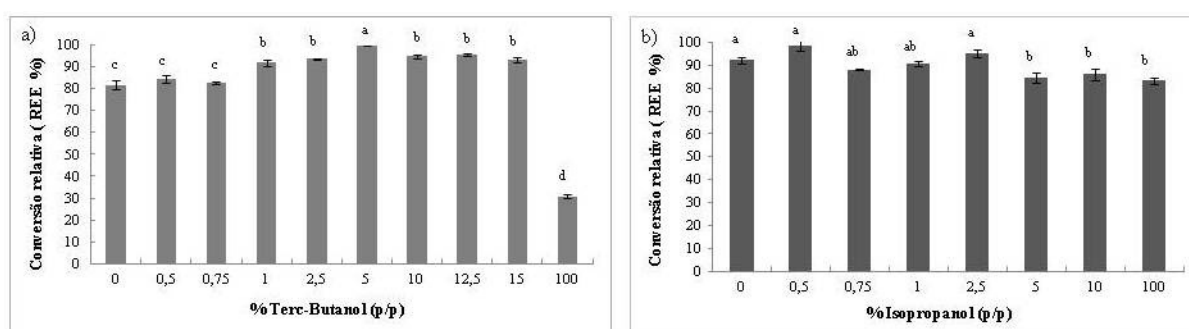 a)
Conversão relativa ( REE %)
100
90
80
70
60
50
40
30
20
10
0
c c c b b a b b b d
0 0,5 0,75 1 2,5 5 10 12,5 15 100
%Terc-Butanol (p/p)
b)
Conversão relativa ( REE %)
100
90
80
70
60
50
40
30
20
10
0
a a ab ab a b b b
0 0,5 0,75 1 2,5 5 10 100
%Isopropanol (p/p)